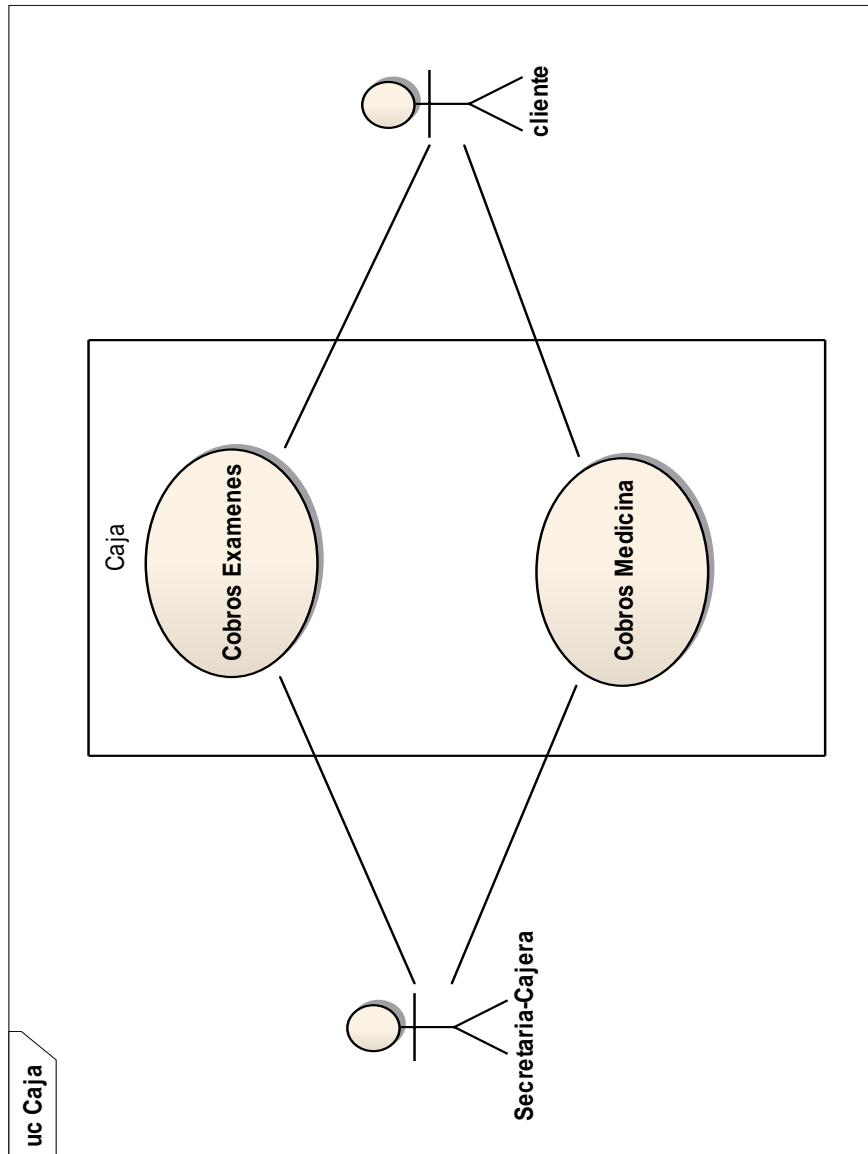 uc Caja
Caja
Cobros Examenes
Cobros Medicina
Secretaria-Cajera
cliente